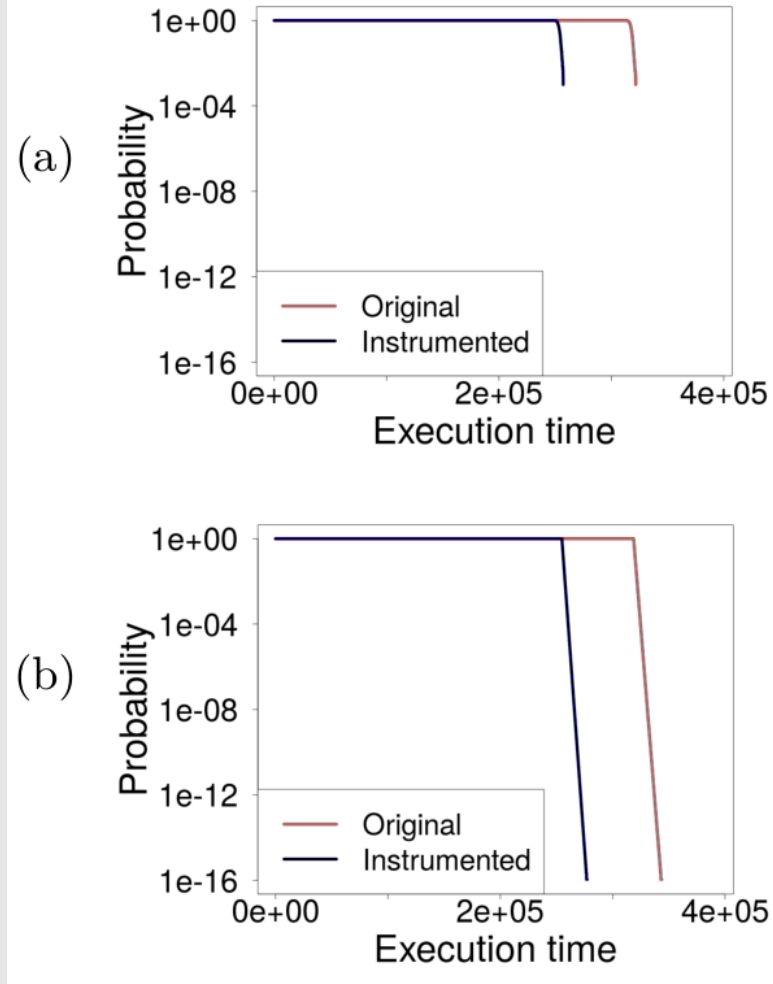 (a)
Probability
1e+00
1e-04
1e-08
1e-12
1e-16
Original
Instrumented
0e+00 2e+05 4e+05
Execution time
(b)
Probability
1e+00
1e-04
1e-08
1e-12
1e-16
Original
Instrumented
0e+00 2e+05 4e+05
Execution time